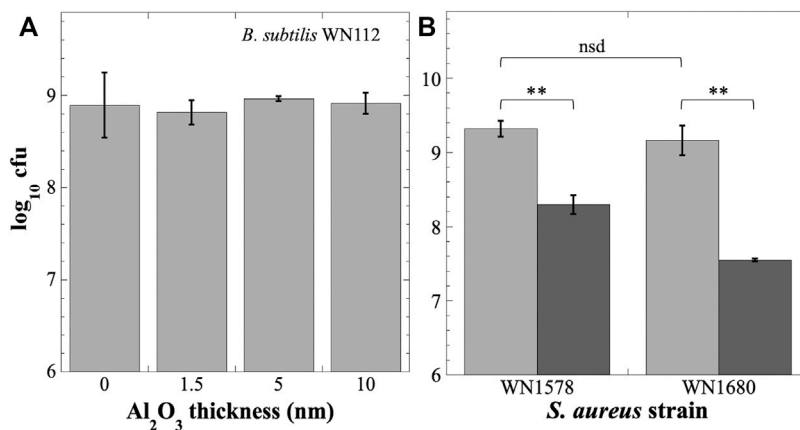 A
B. subtilis WN112
log₁₀ cfu
9
8
7
6
0 1.5 5 10
Al₂O₃ thickness (nm)
B
nsd
** **
10
9
8
7
6
WN1578 WN1680
S. aureus strain